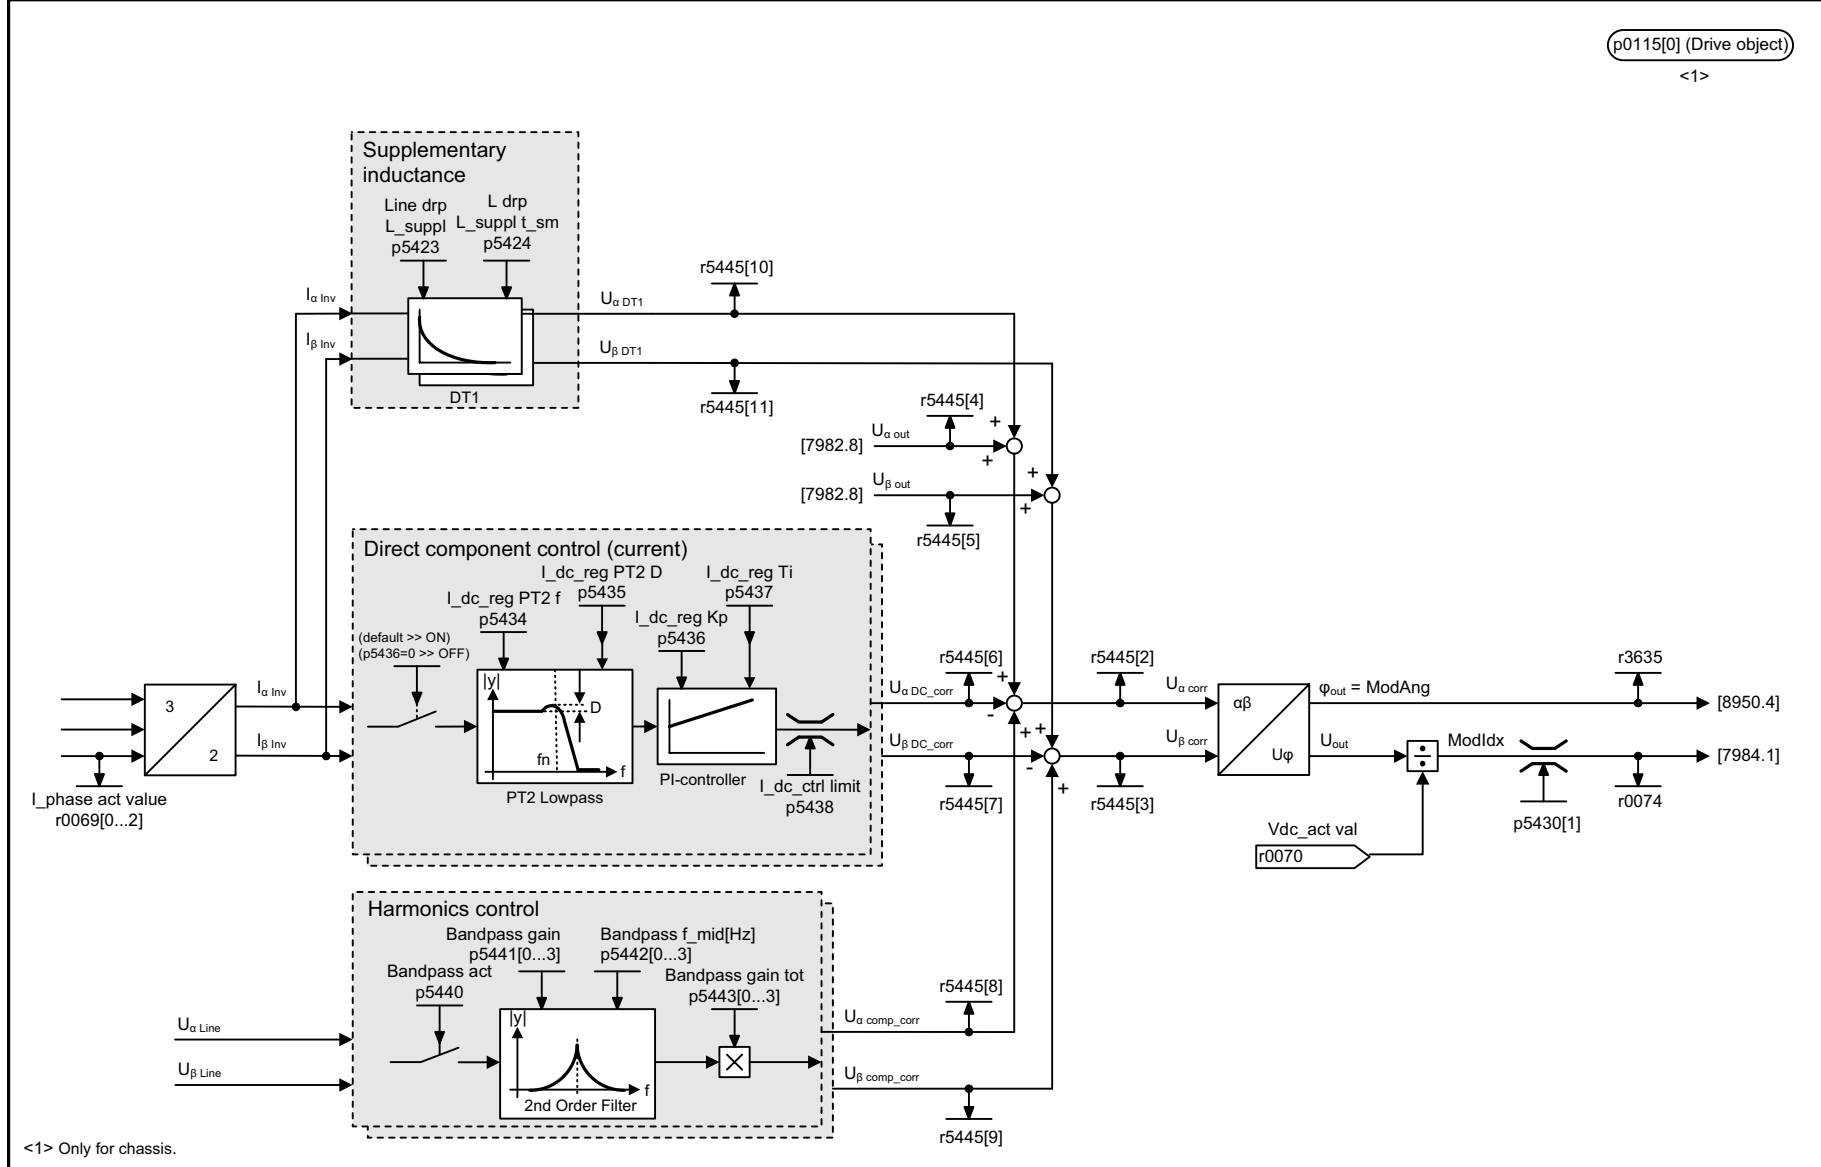 p0115[0] (Drive object)
<1>
Supplementary
inductance
Line drp
L_suppl
p5423
L drp
L_suppl t_sm
p5424
DT1
Iα Inv
Iβ Inv
Uα DT1
Uβ DT1
r5445[10]
r5445[11]
r5445[4]
[7982.8]
Uα out
+
+
[7982.8]
Uβ out
+
+
r5445[5]
Direct component control (current)
I_dc_reg PT2 f
p5434
I_dc_reg PT2 D
p5435
I_dc_reg Kp
p5436
I_dc_reg Ti
p5437
(default >> ON)
(p5436=0 >> OFF)
|y|
D
fn
f
PT2 Lowpass
PI-controller
I_dc_ctrl limit
p5438
3
2
Iα Inv
Iβ Inv
I_phase act value
r0069[0...2]
r5445[6]
Uα DC_corr
+
-
+
Uβ DC_corr
+
-
+
r5445[7]
r5445[2]
r5445[3]
Uα corr
Uβ corr
αβ
Uφ
φout = ModAng
Uout
÷
ModIdx
r3635
[8950.4]
[7984.1]
r0074
p5430[1]
Vdc_act val
r0070
Harmonics control
Bandpass act
p5440
Bandpass gain
p5441[0...3]
Bandpass f_mid[Hz]
p5442[0...3]
Bandpass gain tot
p5443[0...3]
|y|
f
2nd Order Filter
Uα Line
Uβ Line
Uα comp_corr
Uβ comp_corr
r5445[8]
r5445[9]
<1> Only for chassis.